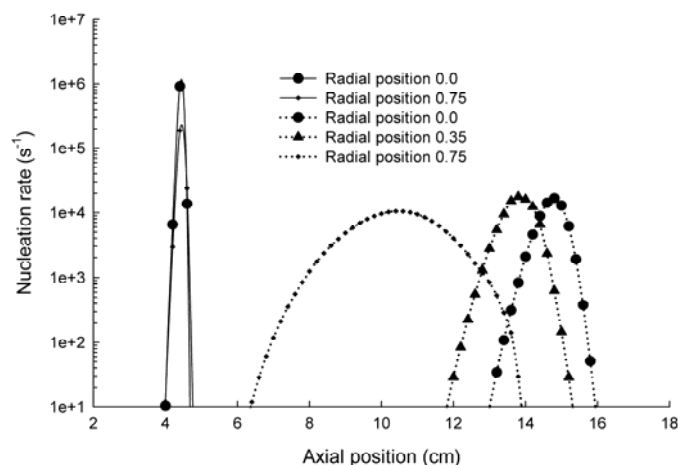 1e+7
1e+6
1e+5
1e+4
1e+3
1e+2
1e+1
Nucleation rate (s⁻¹)
Radial position 0.0
Radial position 0.75
Radial position 0.0
Radial position 0.35
Radial position 0.75
2 4 6 8 10 12 14 16 18
Axial position (cm)